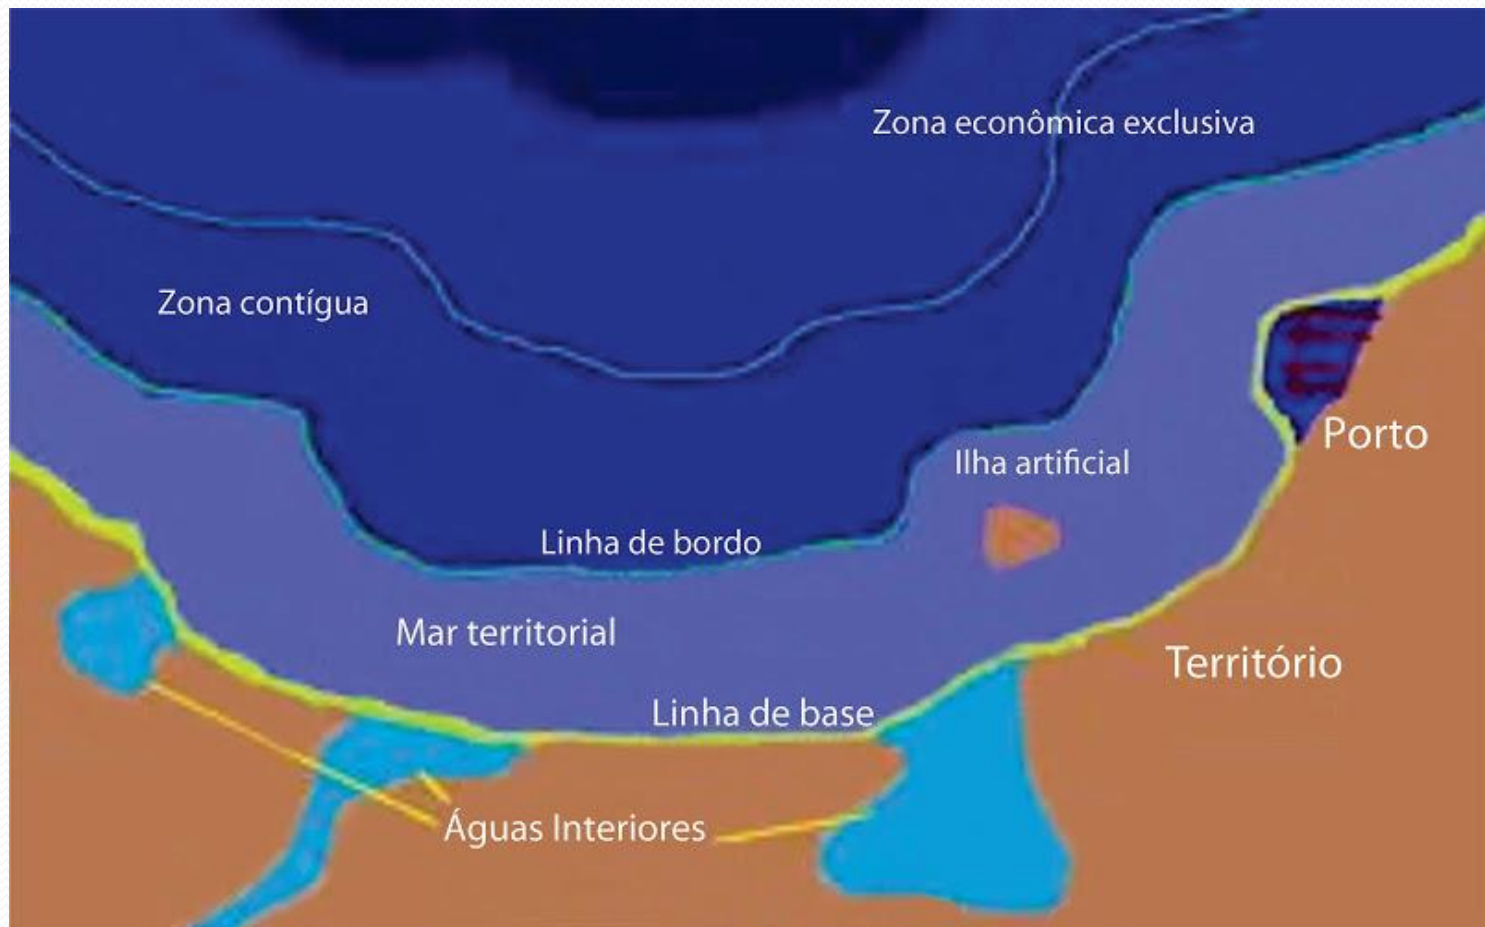 Zona econômica exclusiva
Zona contígua
Porto
Ilha artificial
Linha de bordo
Mar territorial
Território
Linha de base
Águas Interiores